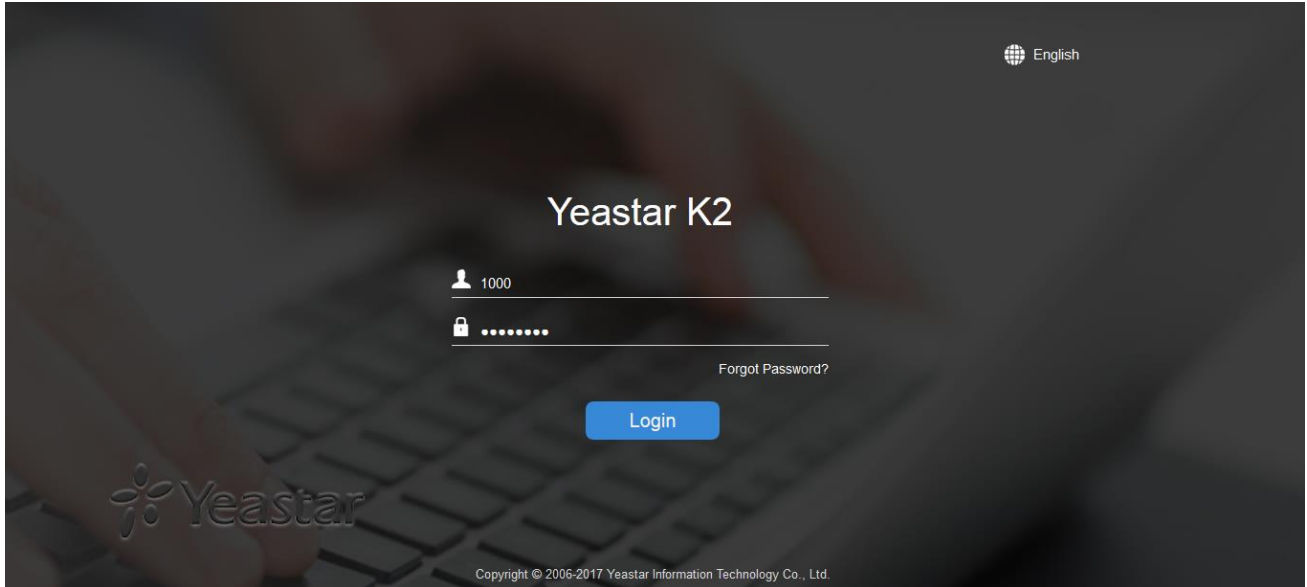 English
Yeastar K2
1000
••••••••
Forgot Password?
Login
Yeastar
Copyright © 2006-2017 Yeastar Information Technology Co., Ltd.